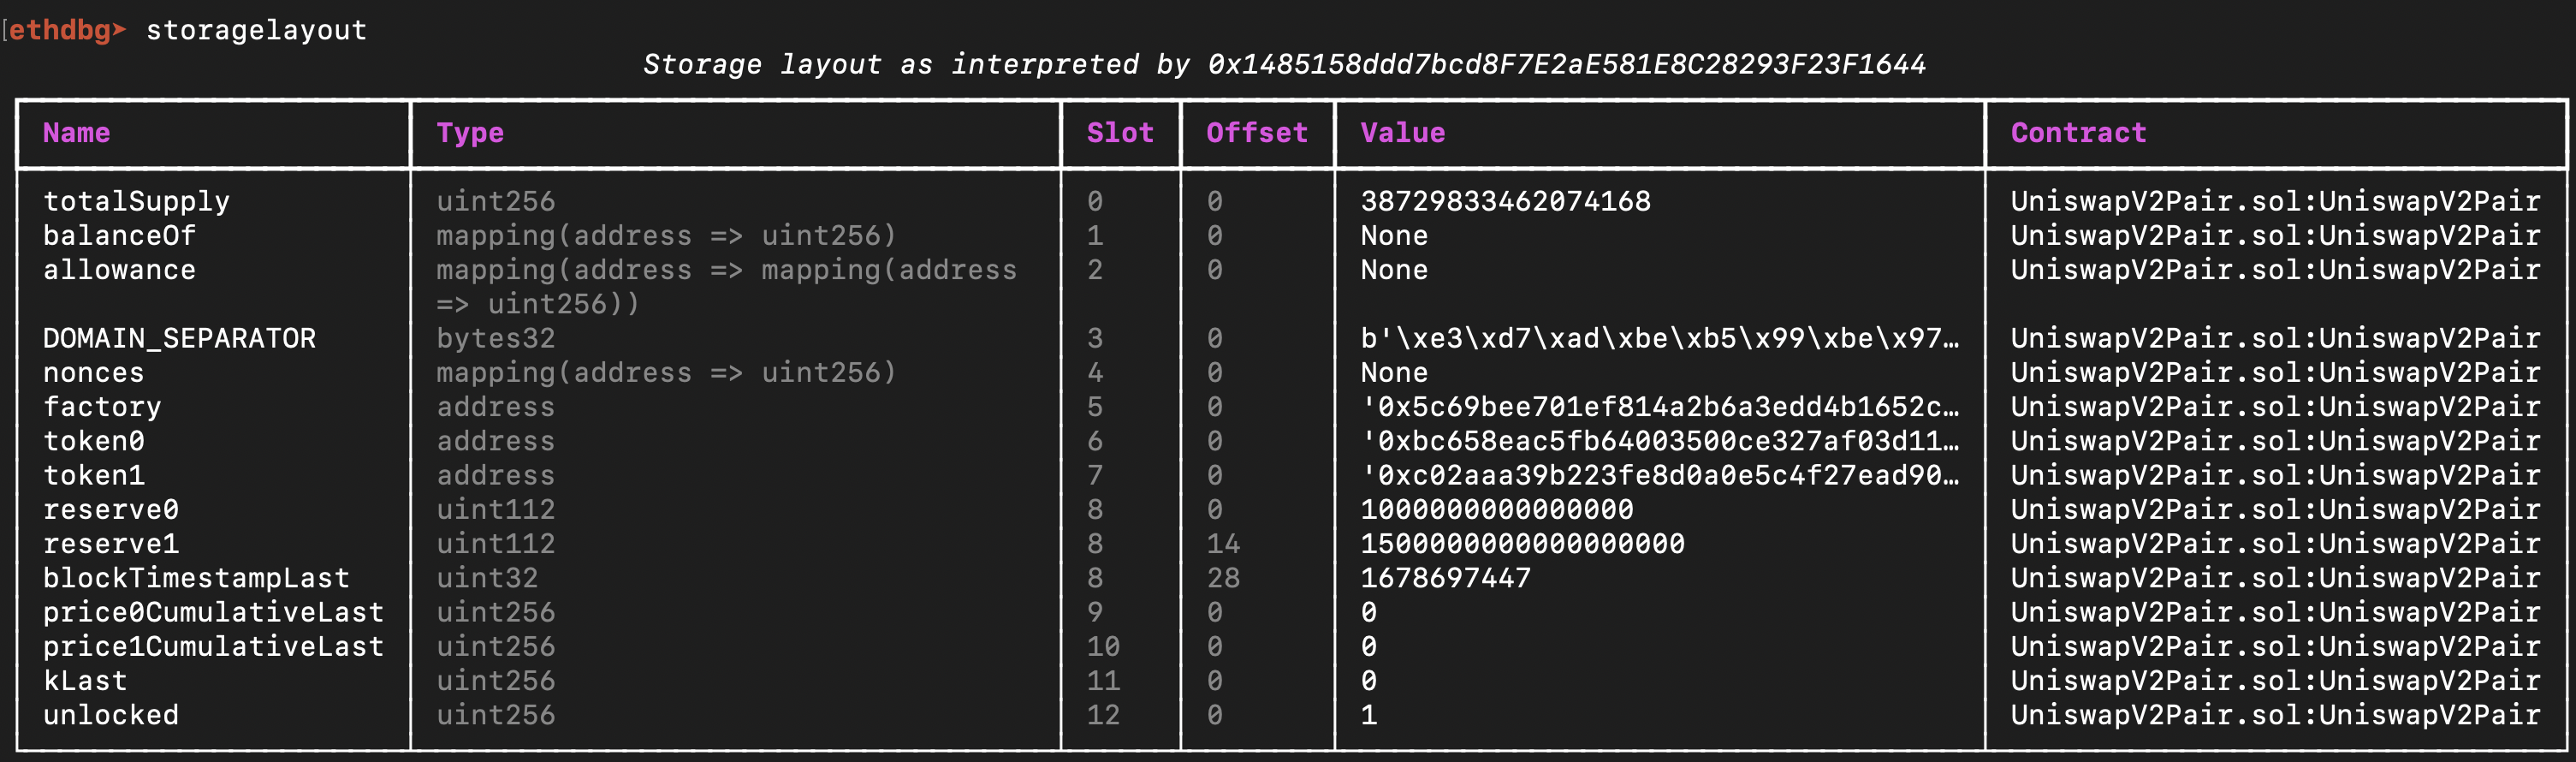 [ethdbg➤ storagelayout
Storage layout as interpreted by 0x1485158ddd7bcd8F7E2aE581E8C28293F23F1644
Name Type Slot Offset Value Contract
totalSupply uint256 0 0 38729833462074168 UniswapV2Pair.sol:UniswapV2Pair
balanceOf mapping(address => uint256) 1 0 None UniswapV2Pair.sol:UniswapV2Pair
allowance mapping(address => mapping(address 2 0 None UniswapV2Pair.sol:UniswapV2Pair
=> uint256))
DOMAIN_SEPARATOR bytes32 3 0 b'\xe3\xd7\xad\xbe\xb5\x99\xbe\x97… UniswapV2Pair.sol:UniswapV2Pair
nonces mapping(address => uint256) 4 0 None UniswapV2Pair.sol:UniswapV2Pair
factory address 5 0 '0x5c69bee701ef814a2b6a3edd4b1652c… UniswapV2Pair.sol:UniswapV2Pair
token0 address 6 0 '0xbc658eac5fb64003500ce327af03d11… UniswapV2Pair.sol:UniswapV2Pair
token1 address 7 0 '0xc02aaa39b223fe8d0a0e5c4f27ead90… UniswapV2Pair.sol:UniswapV2Pair
reserve0 uint112 8 0 1000000000000000 UniswapV2Pair.sol:UniswapV2Pair
reserve1 uint112 8 14 1500000000000000000 UniswapV2Pair.sol:UniswapV2Pair
blockTimestampLast uint32 8 28 1678697447 UniswapV2Pair.sol:UniswapV2Pair
price0CumulativeLast uint256 9 0 0 UniswapV2Pair.sol:UniswapV2Pair
price1CumulativeLast uint256 10 0 0 UniswapV2Pair.sol:UniswapV2Pair
kLast uint256 11 0 0 UniswapV2Pair.sol:UniswapV2Pair
unlocked uint256 12 0 1 UniswapV2Pair.sol:UniswapV2Pair